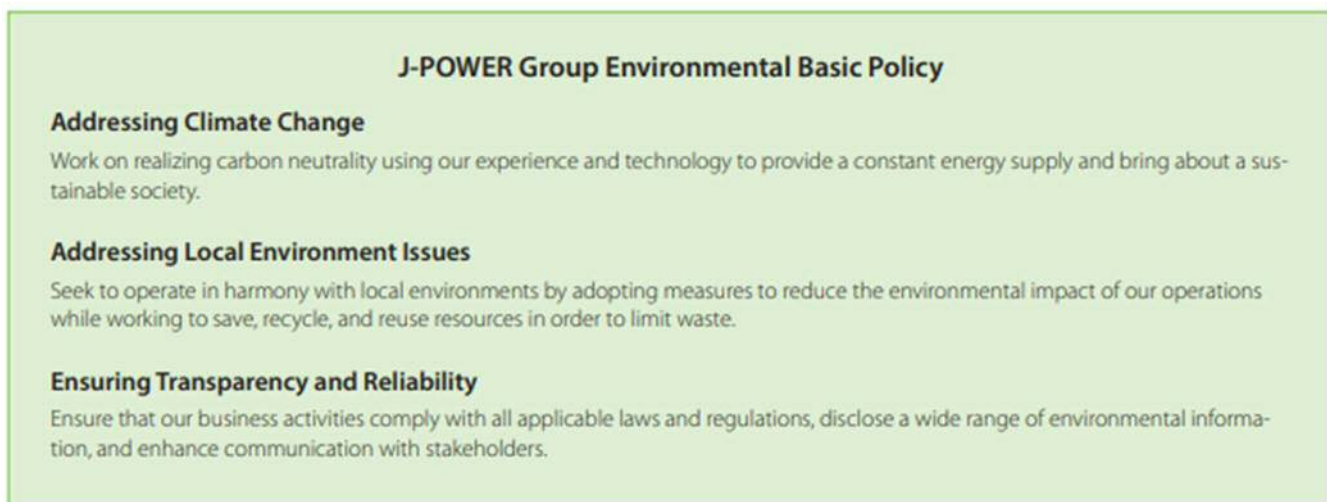 J-POWER Group Environmental Basic Policy
Addressing Climate Change
Work on realizing carbon neutrality using our experience and technology to provide a constant energy supply and bring about a sus-
tainable society.
Addressing Local Environment Issues
Seek to operate in harmony with local environments by adopting measures to reduce the environmental impact of our operations
while working to save, recycle, and reuse resources in order to limit waste.
Ensuring Transparency and Reliability
Ensure that our business activities comply with all applicable laws and regulations, disclose a wide range of environmental informa-
tion, and enhance communication with stakeholders.